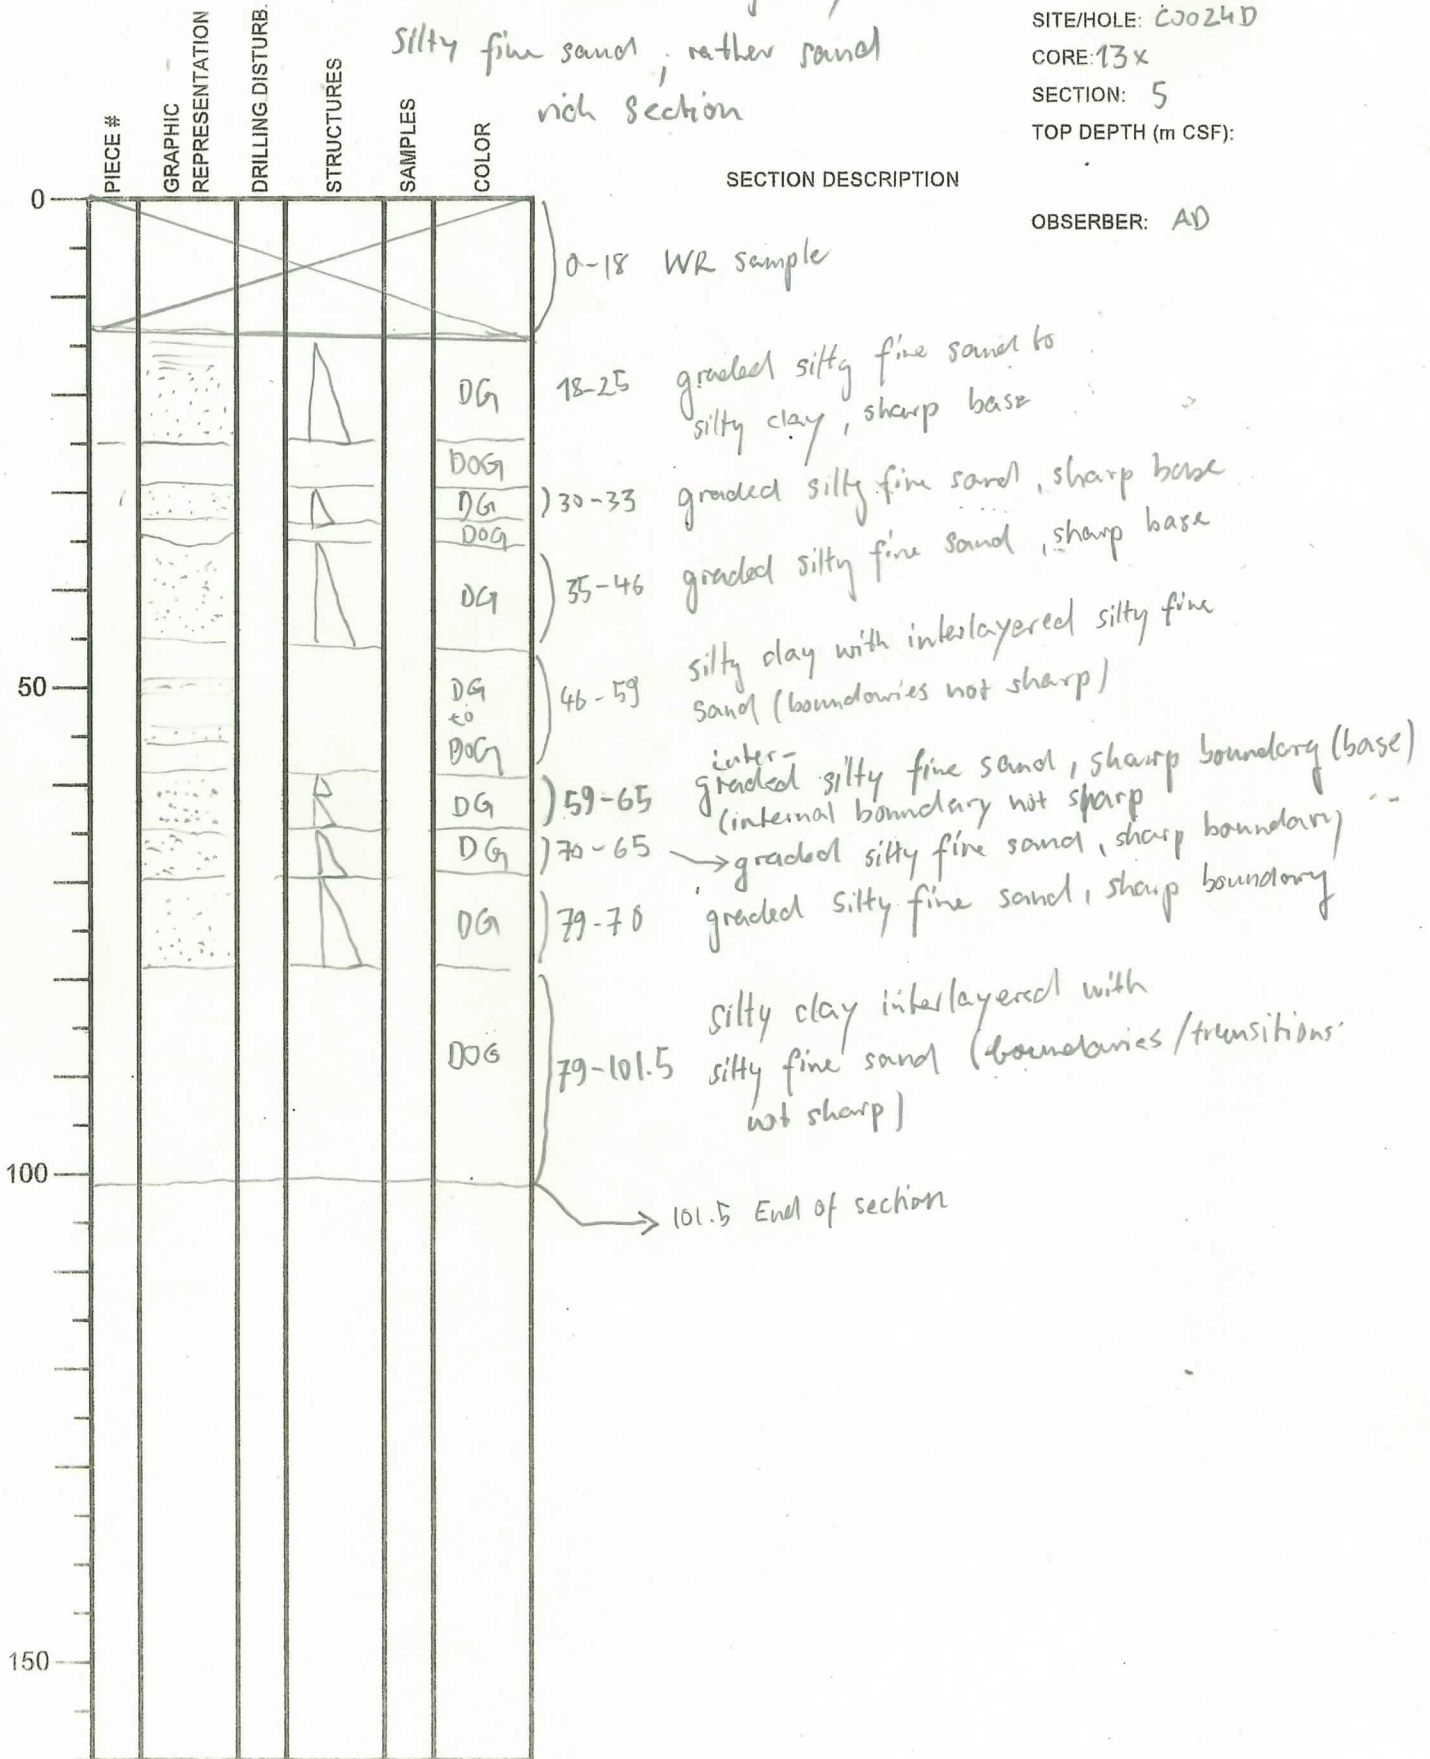 Silty fine sand ; rather sand
rich section
SITE/HOLE: C0024D
CORE: 13x
SECTION: 5
TOP DEPTH (m CSF):
SECTION DESCRIPTION
OBSERBER: AD
PIECE #
GRAPHIC
REPRESENTATION
DRILLING DISTURB.
STRUCTURES
SAMPLES
COLOR
0
0-18 WR sample
DG 18-25 graded silty fine sand to
silty clay, sharp base
DOG
DG )30-33 graded silty fine sand, sharp base
DOG
DG )35-46 graded silty fine sand, sharp base
50
DG
to
DOG
46-59 silty clay with interlayered silty fine
sand (boundaries not sharp)
inter-
DG )59-65 graded silty fine sand, sharp boundary (base)
(internal boundary not sharp
DG )70-65 → graded silty fine sand, sharp boundary
DG )79-70 graded silty fine sand, sharp boundary
DOG 79-101.5 silty clay interlayered with
silty fine sand (boundaries/transitions
not sharp)
100
101.5 End of section
150